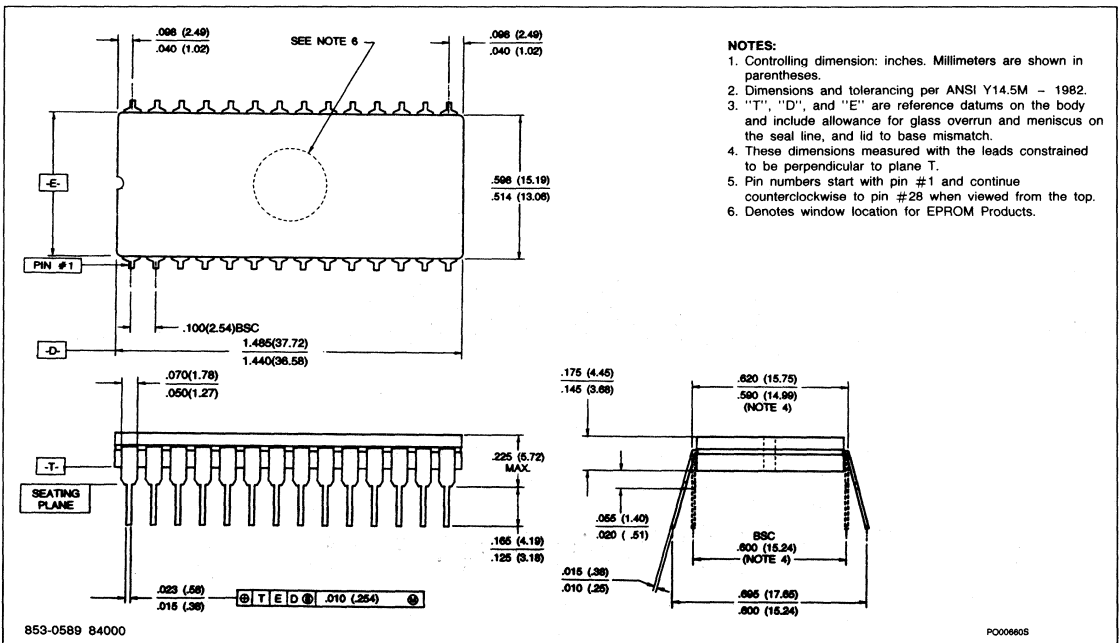 .098 (2.49)
.040 (1.02)
SEE NOTE 6
.098 (2.49)
.040 (1.02)
NOTES:
1. Controlling dimension: inches. Millimeters are shown in
parentheses.
2. Dimensions and tolerancing per ANSI Y14.5M – 1982.
3. "T", "D", and "E" are reference datums on the body
and include allowance for glass overrun and meniscus on
the seal line, and lid to base mismatch.
4. These dimensions measured with the leads constrained
to be perpendicular to plane T.
5. Pin numbers start with pin #1 and continue
counterclockwise to pin #28 when viewed from the top.
6. Denotes window location for EPROM Products.
-E-
.598 (15.19)
.514 (13.06)
PIN #1
.100(2.54)BSC
-D-
1.485(37.72)
1.440(36.58)
.070(1.78)
.050(1.27)
.175 (4.45)
.145 (3.68)
.620 (15.75)
.590 (14.99)
(NOTE 4)
-T-
.225 (5.72)
MAX.
SEATING
PLANE
.055 (1.40)
.020 ( .51)
.165 (4.19)
.125 (3.18)
BSC
.600 (15.24)
(NOTE 4)
.015 (.38)
.010 (.25)
.023 (.58)
.015 (.38)
⊕ T E D Ⓢ .010 (.254) Ⓜ
.695 (17.65)
.600 (15.24)
853-0589 84000
PO00660S